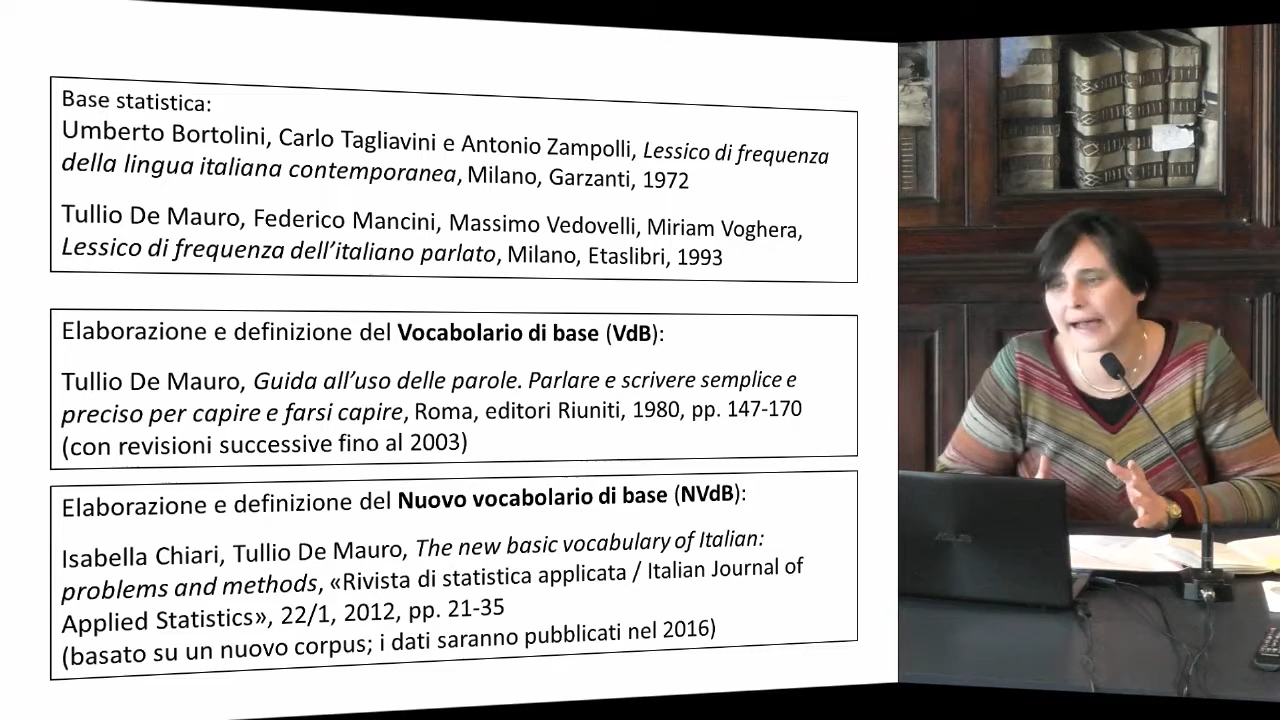 Base statistica:
Umberto Bortolini, Carlo Tagliavini e Antonio Zampolli, Lessico di frequenza
della lingua italiana contemporanea, Milano, Garzanti, 1972
Tullio De Mauro, Federico Mancini, Massimo Vedovelli, Miriam Voghera,
Lessico di frequenza dell’italiano parlato, Milano, Etaslibri, 1993
Elaborazione e definizione del Vocabolario di base (VdB):
Tullio De Mauro, Guida all’uso delle parole. Parlare e scrivere semplice e
preciso per capire e farsi capire, Roma, editori Riuniti, 1980, pp. 147-170
(con revisioni successive fino al 2003)
Elaborazione e definizione del Nuovo vocabolario di base (NVdB):
Isabella Chiari, Tullio De Mauro, The new basic vocabulary of Italian:
problems and methods, «Rivista di statistica applicata / Italian Journal of
Applied Statistics», 22/1, 2012, pp. 21-35
(basato su un nuovo corpus; i dati saranno pubblicati nel 2016)
ASUS